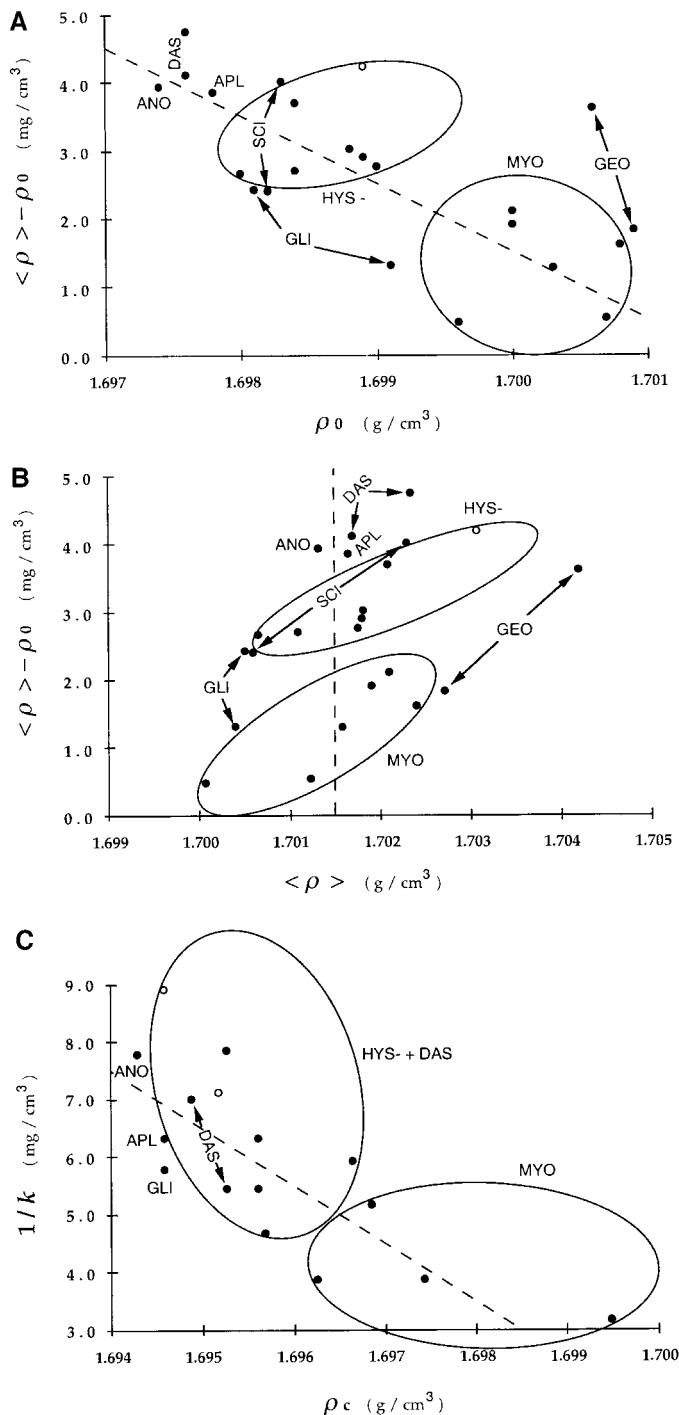 A
5.0
4.0
3.0
2.0
1.0
0.0
< ρ > – ρ0 (mg / cm3)
DAS
ANO
APL
SCI
HYS -
GLI
MYO
GEO
1.697 1.698 1.699 1.700 1.701
ρ0 (g / cm3)
B
5.0
4.0
3.0
2.0
1.0
0.0
< ρ > – ρ0 (mg / cm3)
DAS
HYS-
ANO
APL
SCI
GEO
GLI
MYO
1.699 1.700 1.701 1.702 1.703 1.704 1.705
< ρ > (g / cm3)
C
9.0
8.0
7.0
6.0
5.0
4.0
3.0
1/k (mg / cm3)
HYS- + DAS
ANO
APL
DAS
GLI
MYO
1.694 1.695 1.696 1.697 1.698 1.699 1.700
ρc (g / cm3)